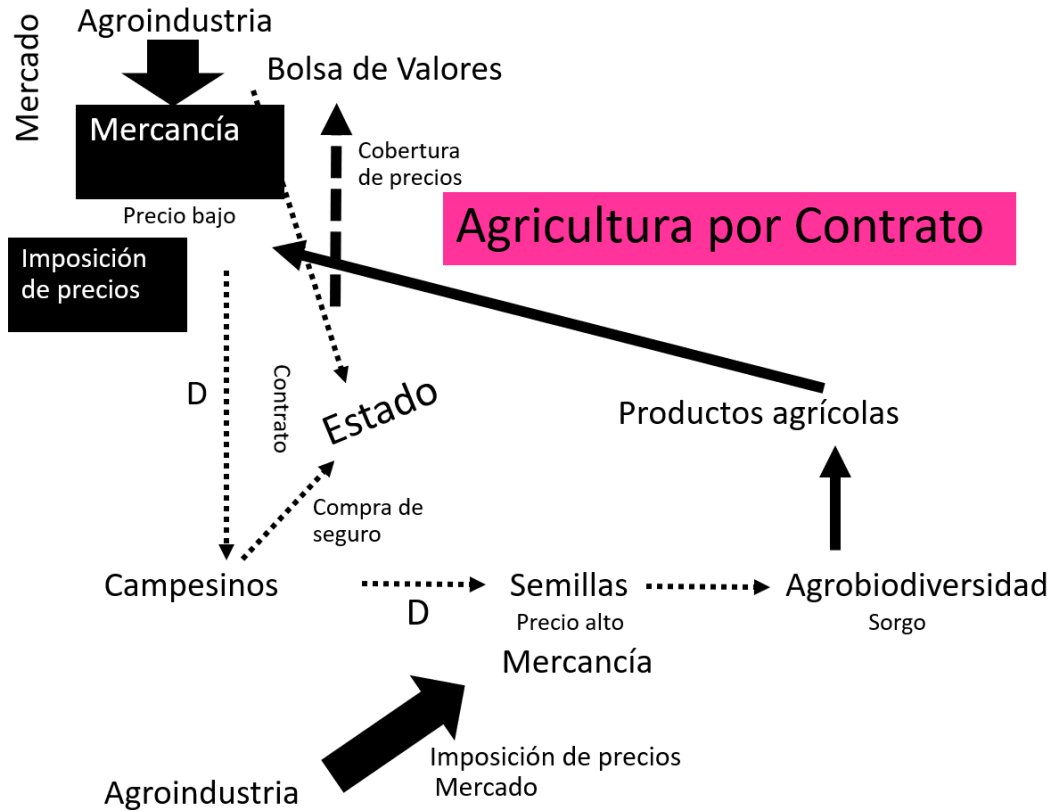 Agroindustria
Mercado
Bolsa de Valores
Mercancía
Cobertura
de precios
Precio bajo
Agricultura por Contrato
Imposición
de precios
D
Contrato
Estado
Productos agrícolas
Compra de
seguro
Campesinos
D
Semillas
Precio alto
Mercancía
Agrobiodiversidad
Sorgo
Imposición de precios
Mercado
Agroindustria